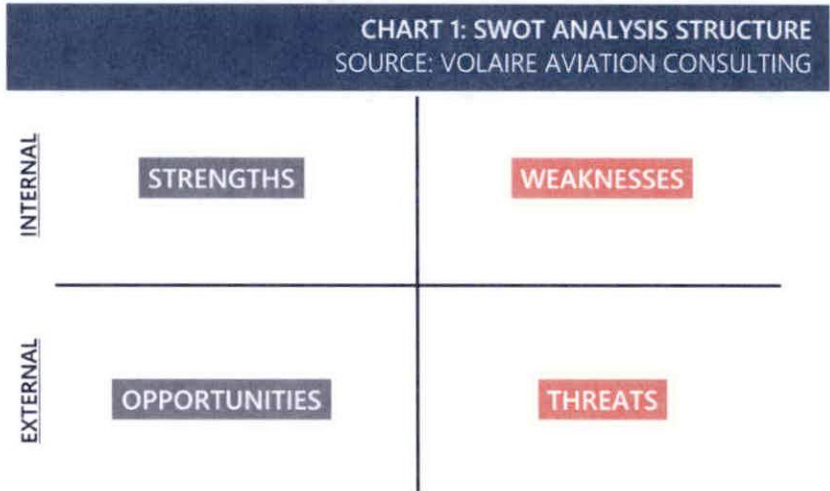 CHART 1: SWOT ANALYSIS STRUCTURE
SOURCE: VOLAIRE AVIATION CONSULTING
INTERNAL
STRENGTHS
WEAKNESSES
EXTERNAL
OPPORTUNITIES
THREATS